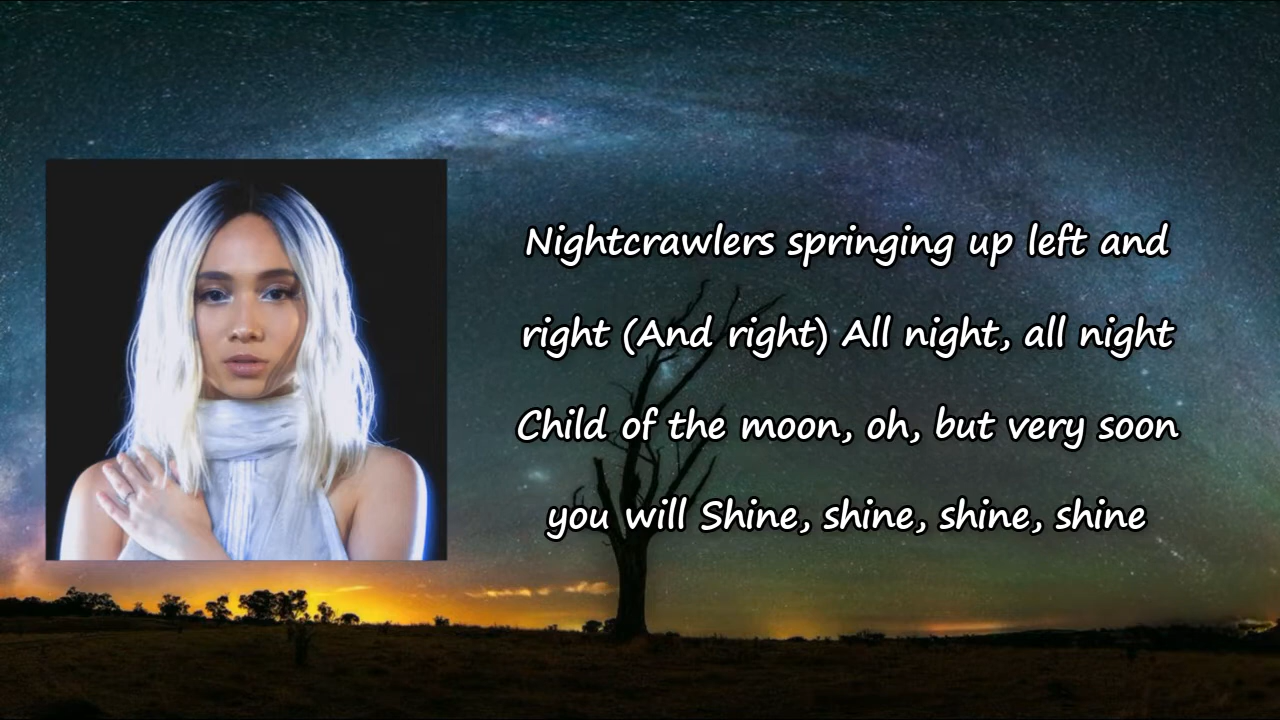 Nightcrawlers springing up left and
right (And right) All night, all night
Child of the moon, oh, but very soon
you will Shine, shine, shine, shine